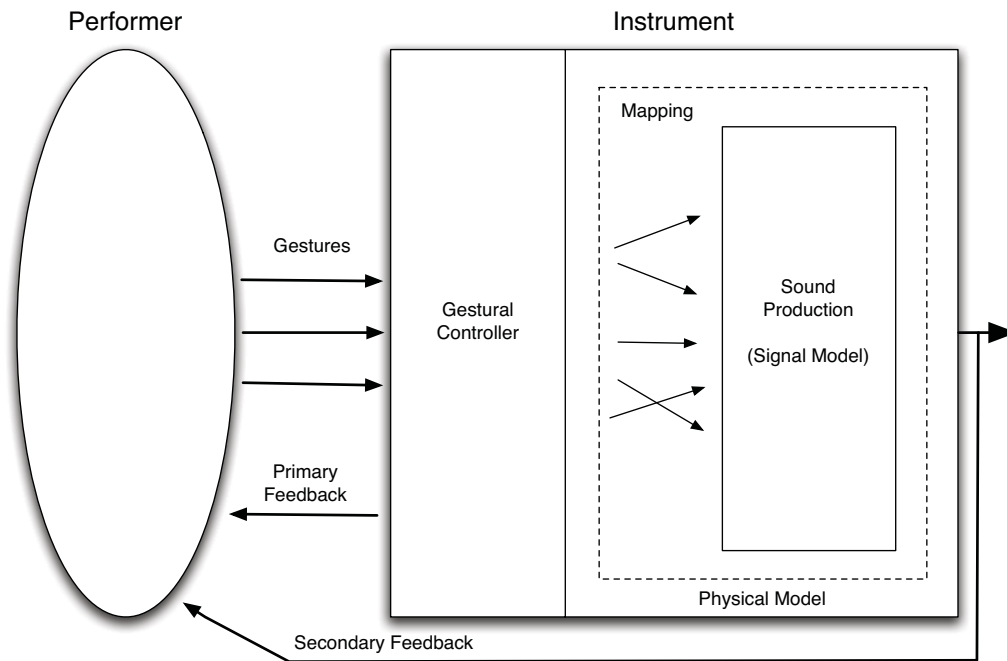 Performer
Instrument
Mapping
Gestures
Gestural
Controller
Sound
Production
(Signal Model)
Primary
Feedback
Physical Model
Secondary Feedback